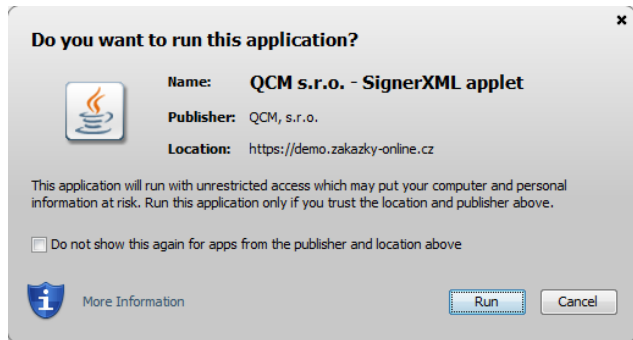 Do you want to run this application?
Name: QCM s.r.o. - SignerXML applet
Publisher: QCM, s.r.o.
Location: https://demo.zakazky-online.cz
This application will run with unrestricted access which may put your computer and personal
information at risk. Run this application only if you trust the location and publisher above.
Do not show this again for apps from the publisher and location above
More Information
Run Cancel